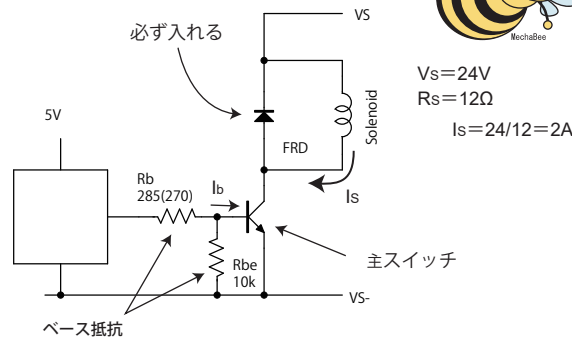 VS
必ず入れる
MechaBee
Vs＝24V
Rs＝12Ω
Is＝24/12＝2A
5V
Solenoid
FRD
Rb
285(270)
Ib
Is
Rbe
10k
主スイッチ
VS-
ベース抵抗